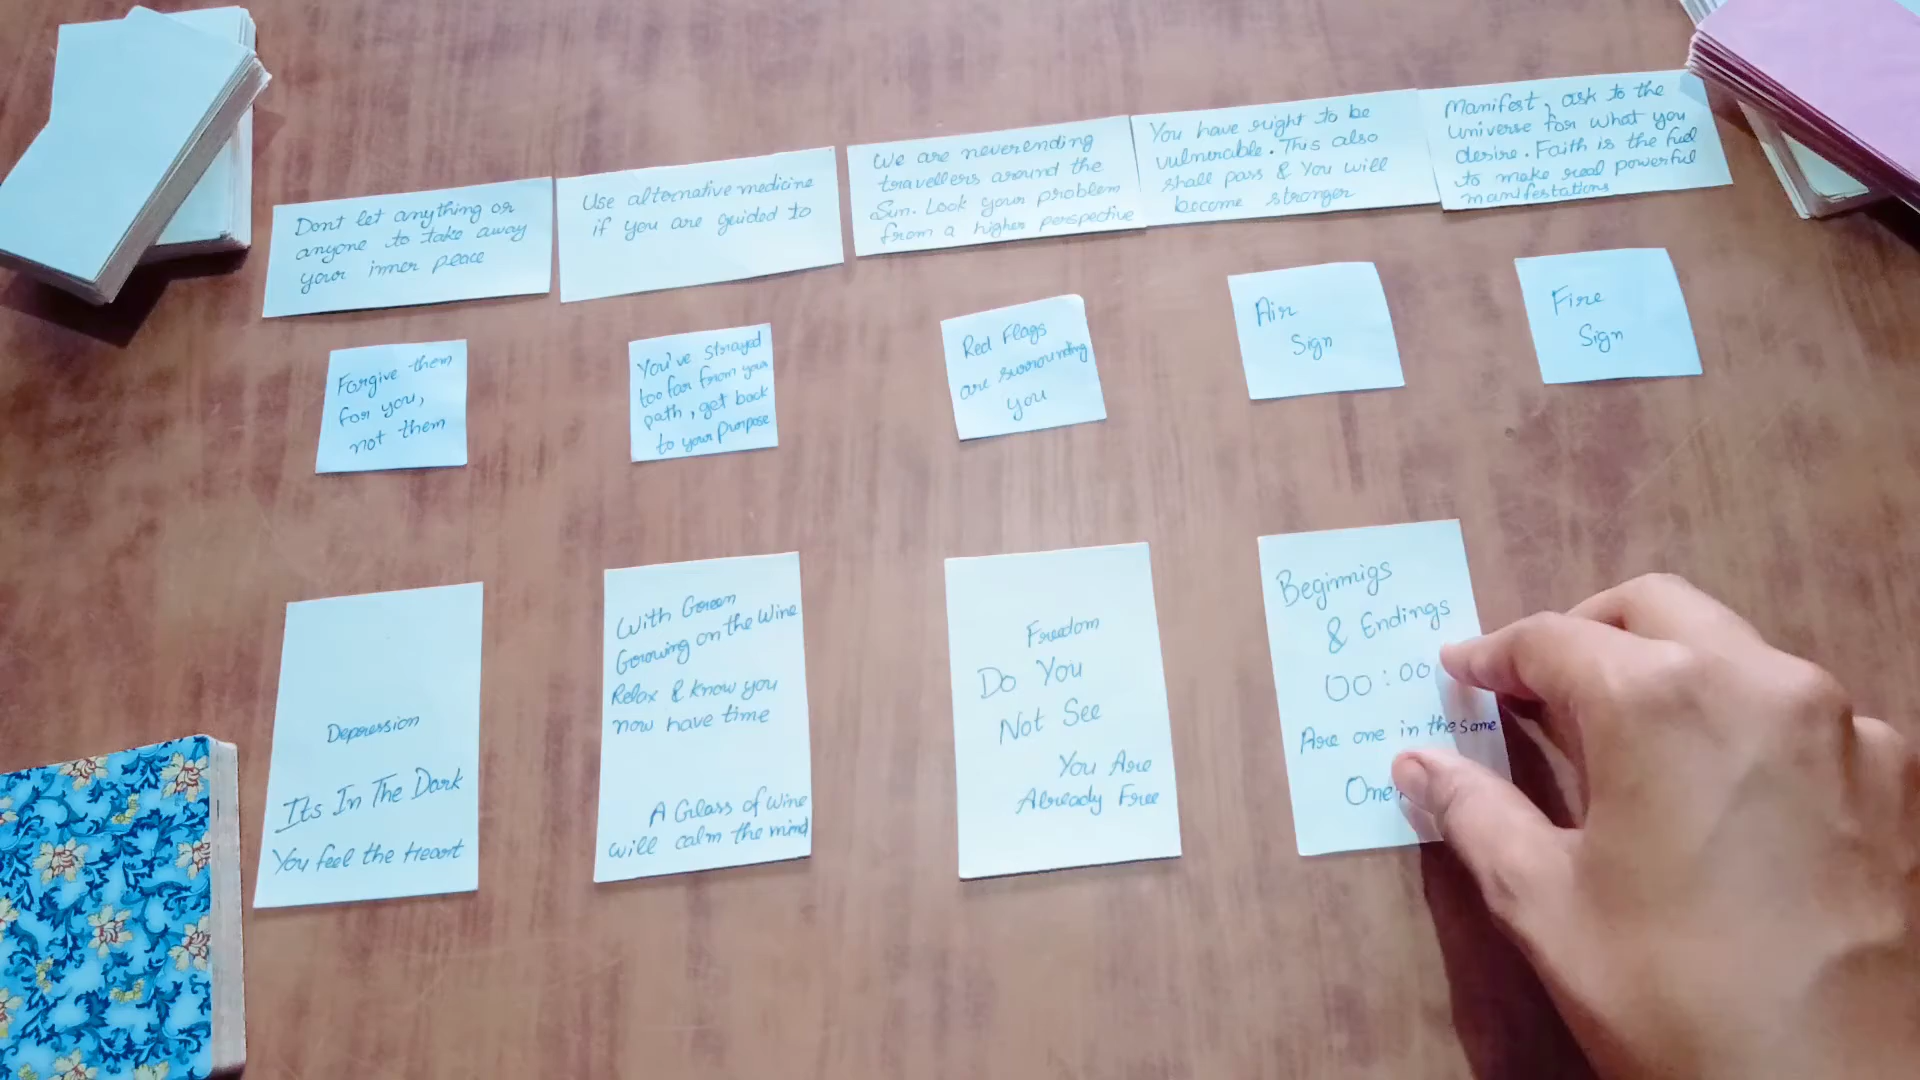 Dont let anything or
anyone to take away
your inner peace
Use alternative medicine
if you are guided to
We are neverending
travellers around the
Sun. Look your problem
from a higher perspective
You have right to be
vulnerable. This also
shall pass & You will
become stronger
Manifest, ask to the
universe for what you
desire. Faith is the fuel
to make real powerful
manifestations
Forgive them
for you,
not them
You've strayed
too far from your
path, get back
to your purpose
Red Flags
are surrounding
you
Air
Sign
Fire
Sign
Depression
Its In The Dark
You feel the Heart
With Green
Growing on the Wine
Relax & know you
now have time
A Glass of Wine
will calm the mind
Freedom
Do You
Not See
You Are
Already Free
Beginnigs
& Endings
00:00
Are one in the same
One